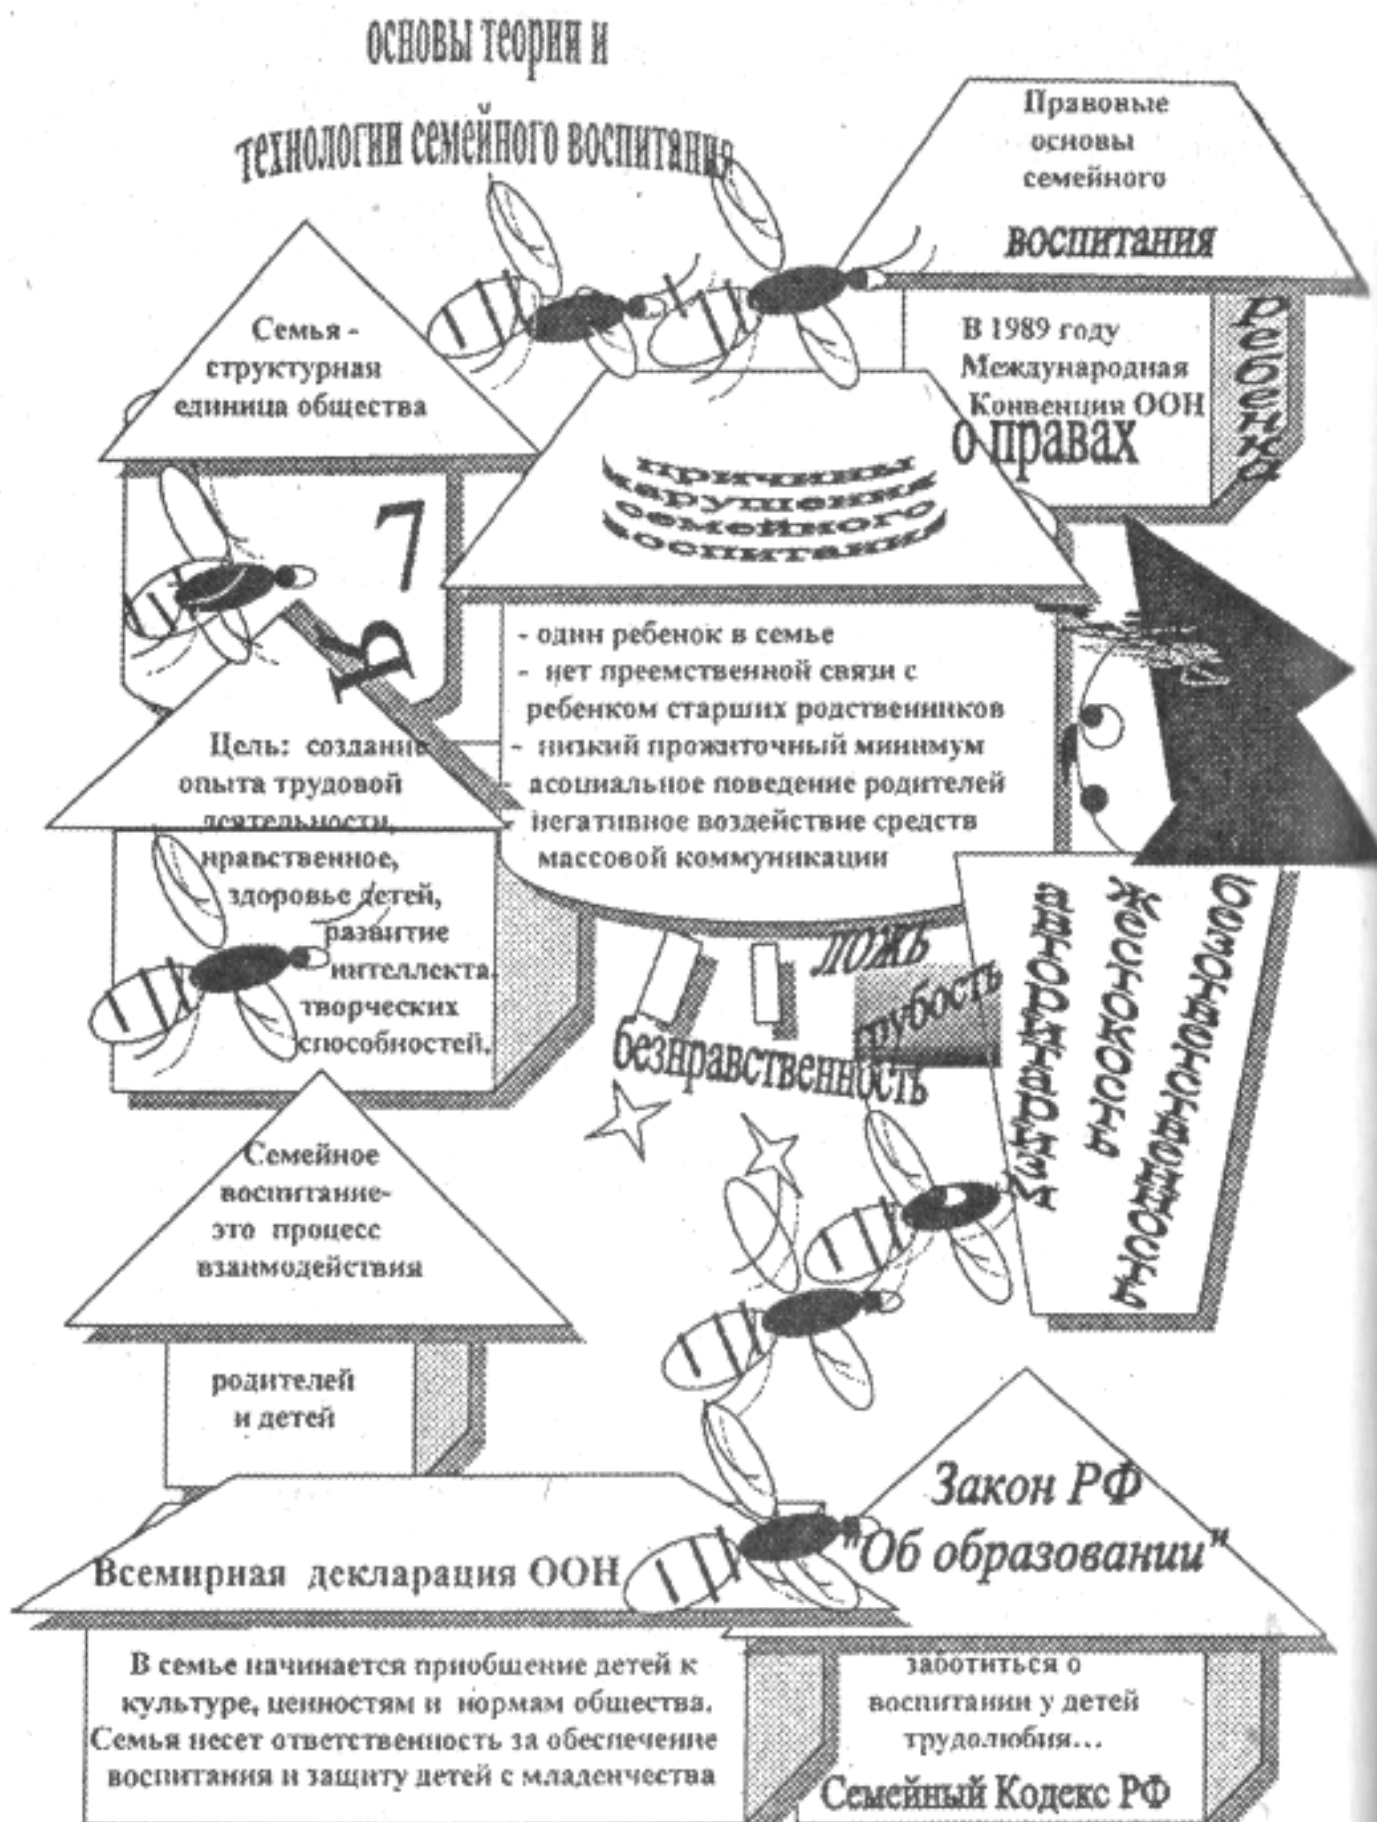 основы теории и
технологии семейного воспитания
Правовые
основы
семейного
воспитания
В 1989 году
Международная
Конвенция ООН
о правах
ребенка
Семья -
структурная
единица общества
7
Ъ
причины
нарушения
семейного
воспитания
- один ребенок в семье
- нет преемственной связи с
ребенком старших родственников
- низкий прожиточный минимум
- асоциальное поведение родителей
- негативное воздействие средств
массовой коммуникации
Цель: создание
опыта трудовой
деятельности,
нравственное,
здоровье детей,
развитие
интеллекта,
творческих
способностей.
ложь
грубость
безнравственность
жестокость
Семейное
воспитание-
это процесс
взаимодействия
родителей
и детей
Всемирная декларация ООН
В семье начинается приобшение детей к
культуре, ценностям и нормам общества.
Семья несет ответственность за обеспечение
воспитания и защиту детей с младенчества
Закон РФ
"Об образовании"
заботиться о
воспитании у детей
трудолюбия...
Семейный Кодекс РФ